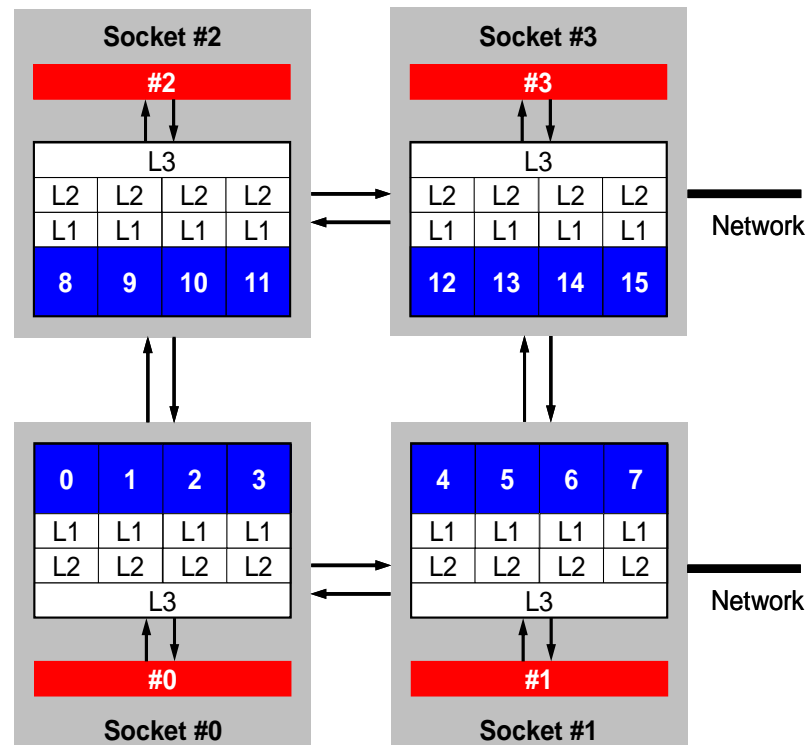 Socket #2
Socket #3
#2
#3
L3
L3
L2 L2 L2 L2
L2 L2 L2 L2
L1 L1 L1 L1
L1 L1 L1 L1
Network
8 9 10 11
12 13 14 15
0 1 2 3
4 5 6 7
L1 L1 L1 L1
L1 L1 L1 L1
L2 L2 L2 L2
L2 L2 L2 L2
L3
L3
Network
#0
#1
Socket #0
Socket #1